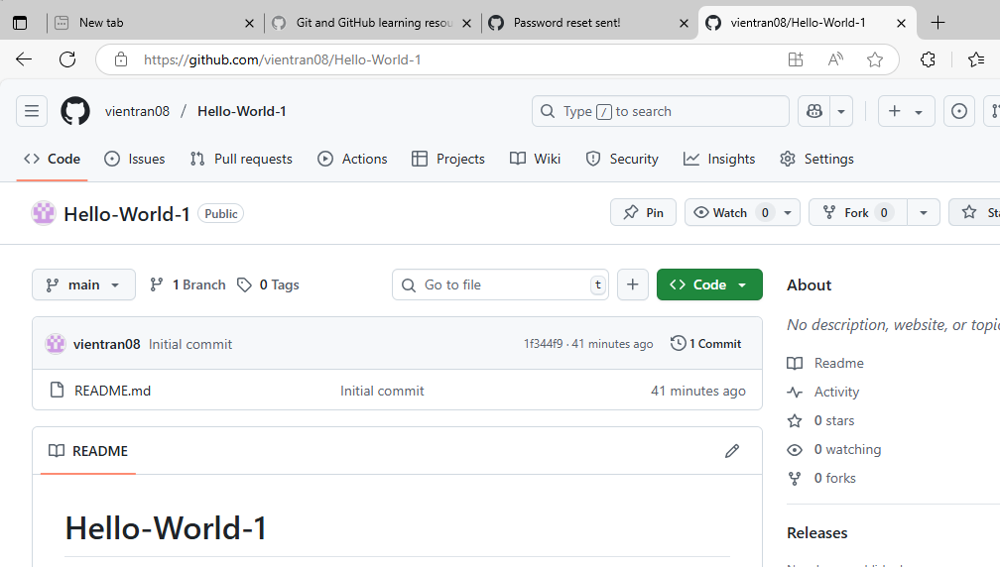 New tab
Git and GitHub learning resou
Password reset sent!
vientran08/Hello-World-1
https://github.com/vientran08/Hello-World-1
vientran08 / Hello-World-1
Type / to search
Code Issues Pull requests Actions Projects Wiki Security Insights Settings
Hello-World-1 Public
Pin Watch 0 Fork 0
main 1 Branch 0 Tags Go to file t Code
vientran08 Initial commit 1f344f9 · 41 minutes ago 1 Commit
README.md Initial commit 41 minutes ago
README
Hello-World-1
About
No description, website, or
Readme
Activity
0 stars
0 watching
0 forks
Releases